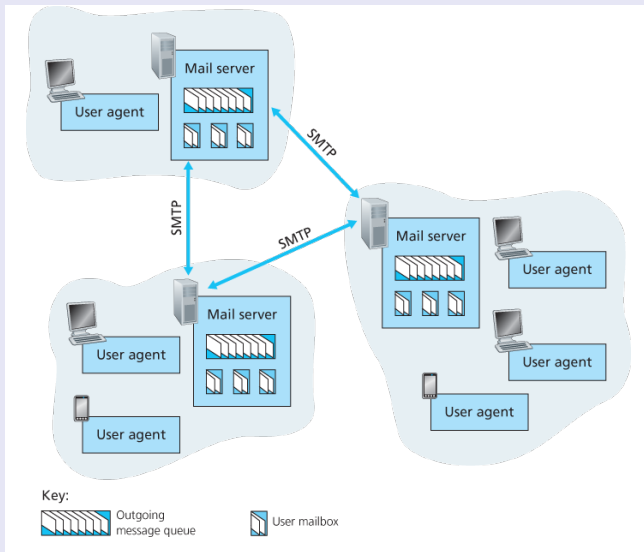 Mail server
User agent
SMTP
SMTP
SMTP
Mail server
User agent
User agent
User agent
Mail server
User agent
User agent
Key:
Outgoing
message queue
User mailbox